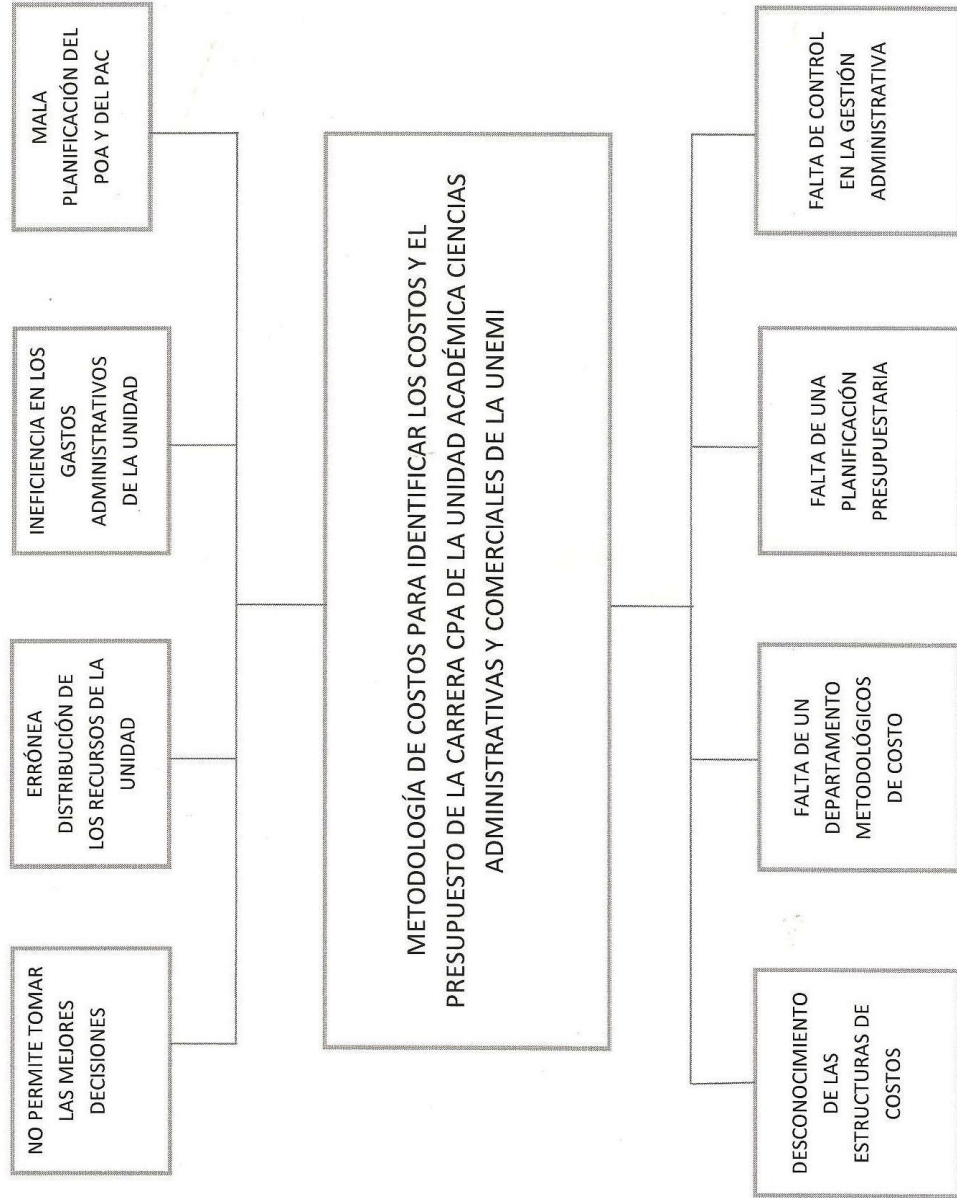 NO PERMITE TOMAR
LAS MEJORES
DECISIONES
ERRÓNEA
DISTRIBUCIÓN DE
LOS RECURSOS DE LA
UNIDAD
INEFICIENCIA EN LOS
GASTOS
ADMINISTRATIVOS
DE LA UNIDAD
MALA
PLANIFICACIÓN DEL
POA Y DEL PAC
METODOLOGÍA DE COSTOS PARA IDENTIFICAR LOS COSTOS Y EL
PRESUPUESTO DE LA CARRERA CPA DE LA UNIDAD ACADÉMICA CIENCIAS
ADMINISTRATIVAS Y COMERCIALES DE LA UNEMI
DESCONOCIMIENTO
DE LAS
ESTRUCTURAS DE
COSTOS
FALTA DE UN
DEPARTAMENTO
METODOLÓGICOS
DE COSTO
FALTA DE UNA
PLANIFICACIÓN
PRESUPUESTARIA
FALTA DE CONTROL
EN LA GESTIÓN
ADMINISTRATIVA